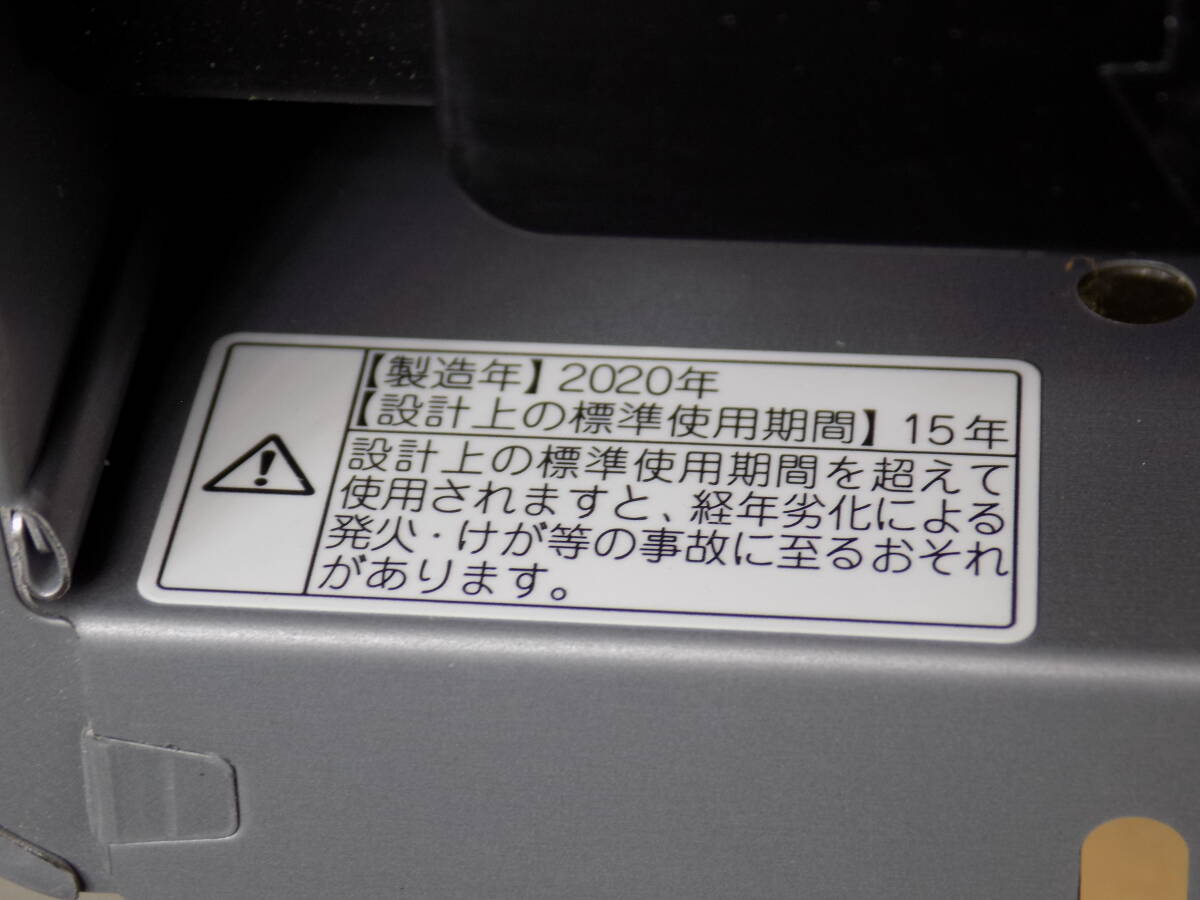 【製造年】2020年
【設計上の標準使用期間】15年
設計上の標準使用期間を超えて
使用されますと、経年劣化による
発火・けが等の事故に至るおそれ
があります。